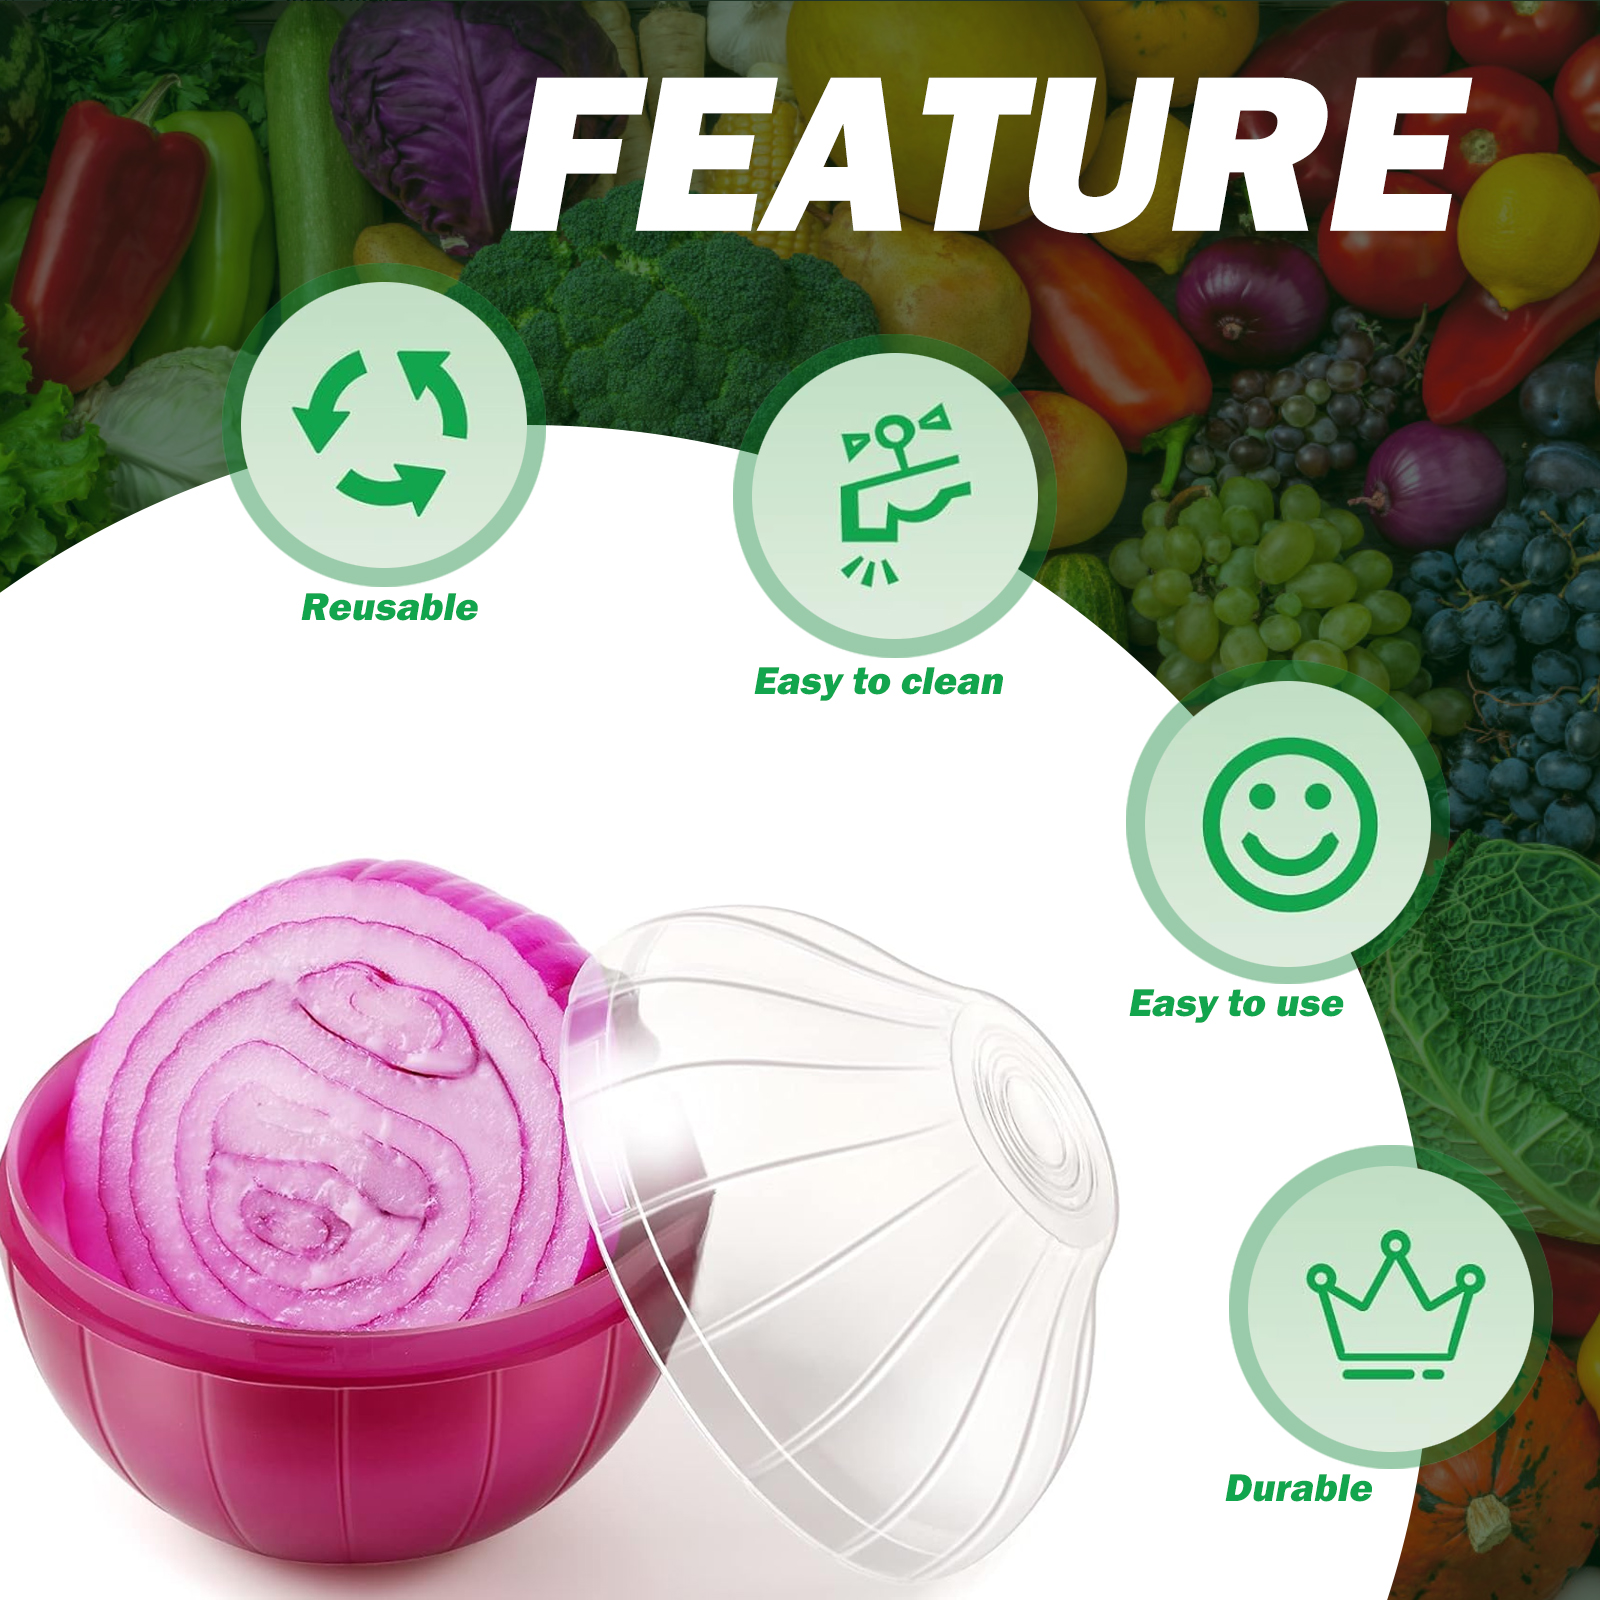 FEATURE
Reusable
Easy to clean
Easy to use
Durable